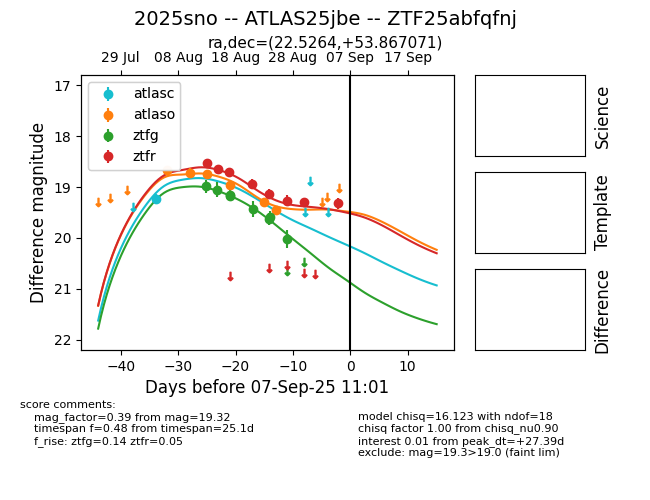 2025sno -- ATLAS25jbe -- ZTF25abfqfnj
ra,dec=(22.5264,+53.867071)
29 Jul 08 Aug 18 Aug 28 Aug 07 Sep 17 Sep
17
18
19
20
21
22
Difference magnitude
atlasc
atlaso
ztfg
ztfr
−40 −30 −20 −10 0 10
Days before 07-Sep-25 11:01
Science
Template
Difference
score comments:
mag_factor=0.39 from mag=19.32
timespan f=0.48 from timespan=25.1d
f_rise: ztfg=0.14 ztfr=0.05
model chisq=16.123 with ndof=18
chisq factor 1.00 from chisq_nu0.90
interest 0.01 from peak_dt=+27.39d
exclude: mag=19.3>19.0 (faint lim)